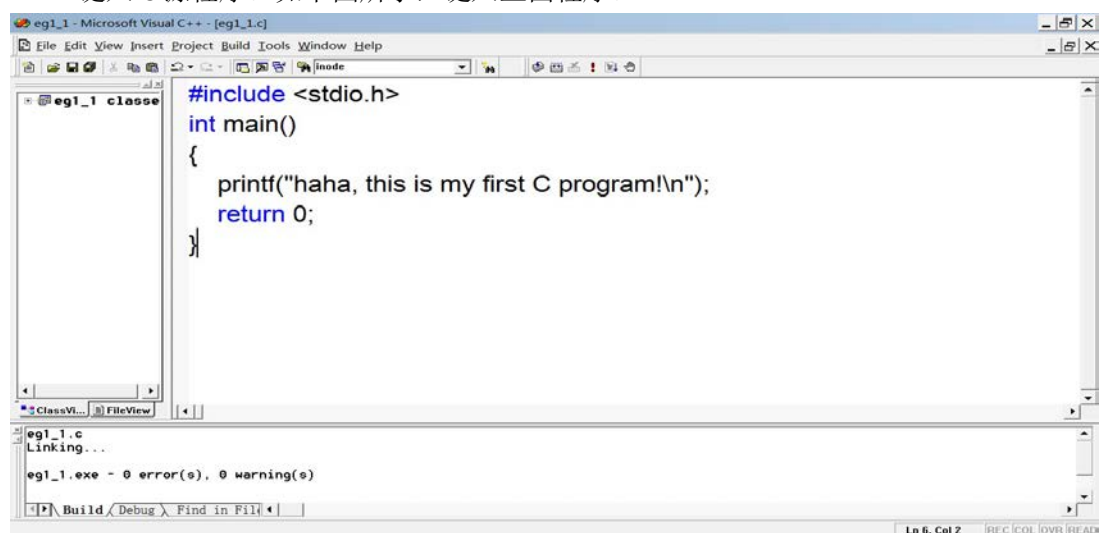 eg1_1 - Microsoft Visual C++ - [eg1_1.c]
File Edit View Insert Project Build Tools Window Help
inode
eg1_1 classe
#include <stdio.h>
int main()
{
printf("haha, this is my first C program!\n");
return 0;
}
ClassVi... FileView
eg1_1.c
Linking...
eg1_1.exe - 0 error(s), 0 warning(s)
Build Debug Find in Fil
Ln 6, Col 2 REC COL OVR READ